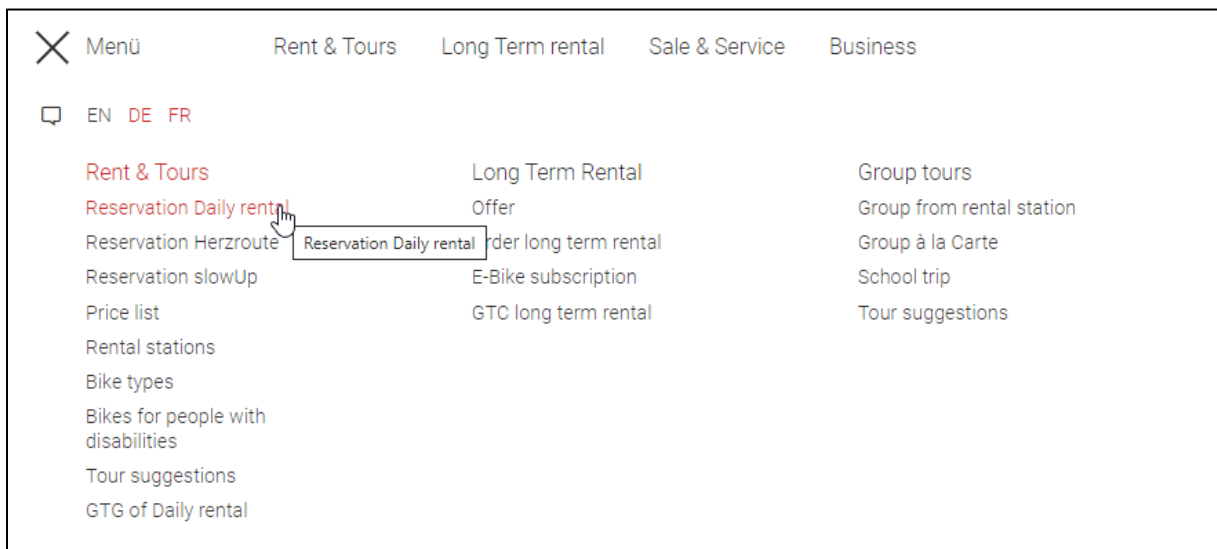 Menü
Rent & Tours
Long Term rental
Sale & Service
Business
EN DE FR
Rent & Tours
Reservation Daily rental
Reservation Herzroute
Reservation slowUp
Price list
Rental stations
Bike types
Bikes for people with
disabilities
Tour suggestions
GTG of Daily rental
Reservation Daily rental
Long Term Rental
Offer
rder long term rental
E-Bike subscription
GTC long term rental
Group tours
Group from rental station
Group à la Carte
School trip
Tour suggestions